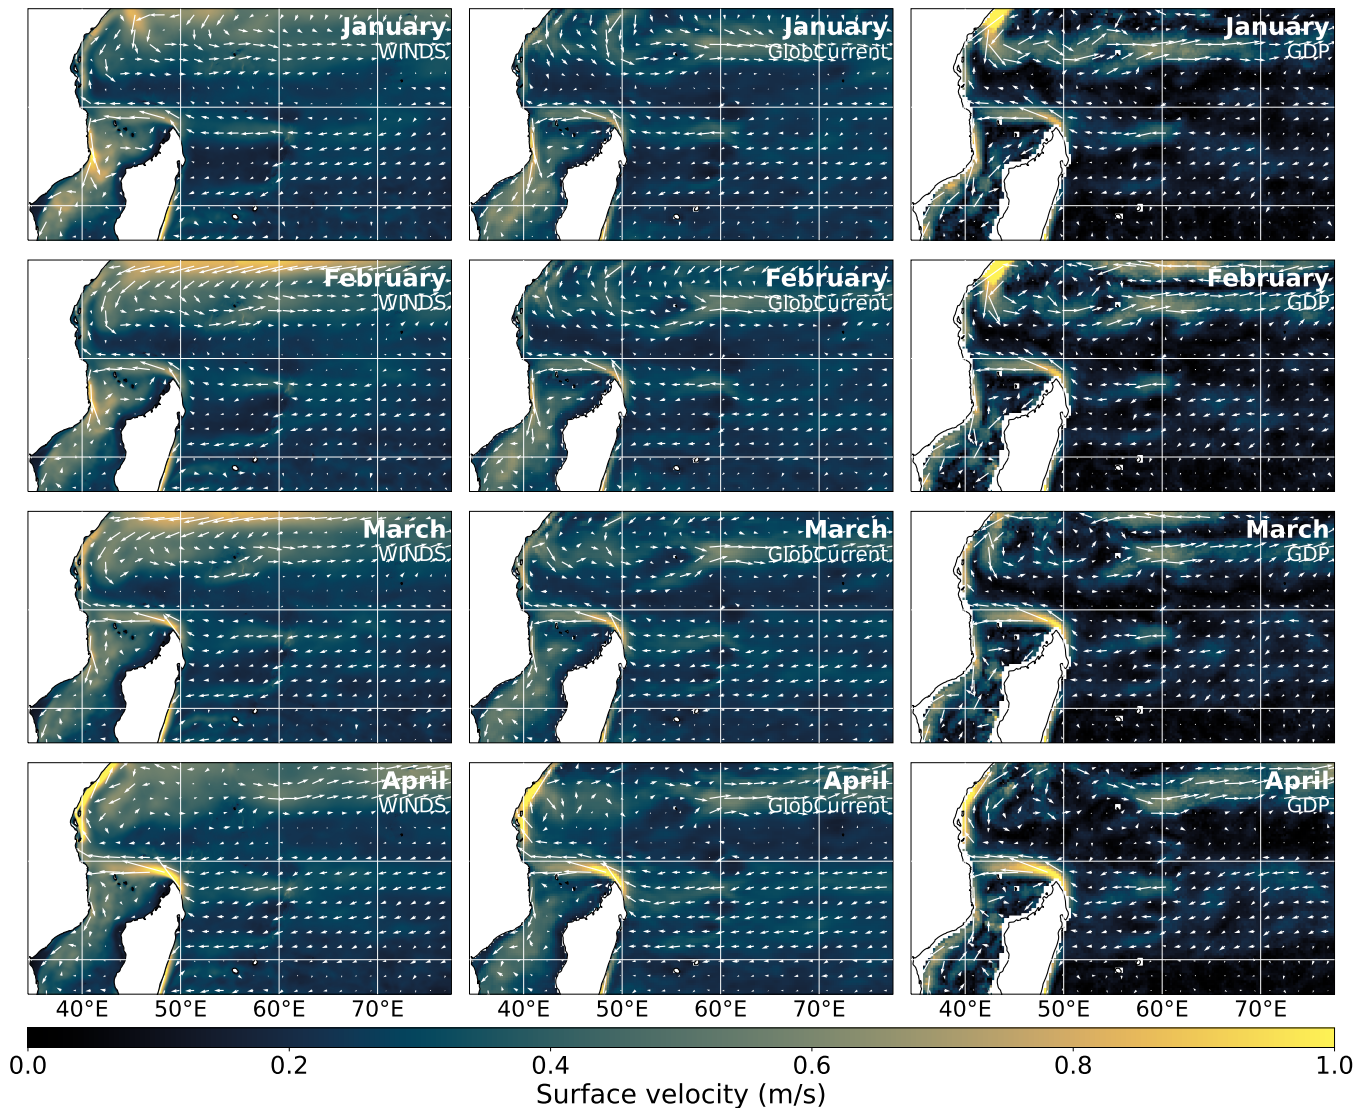 January
WINDS
January
GlobCurrent
January
GDP
February
WINDS
February
GlobCurrent
February
GDP
March
WINDS
March
GlobCurrent
March
GDP
April
WINDS
April
GlobCurrent
April
GDP
40°E 50°E 60°E 70°E
40°E 50°E 60°E 70°E
40°E 50°E 60°E 70°E
0.0 0.2 0.4 0.6 0.8 1.0
Surface velocity (m/s)